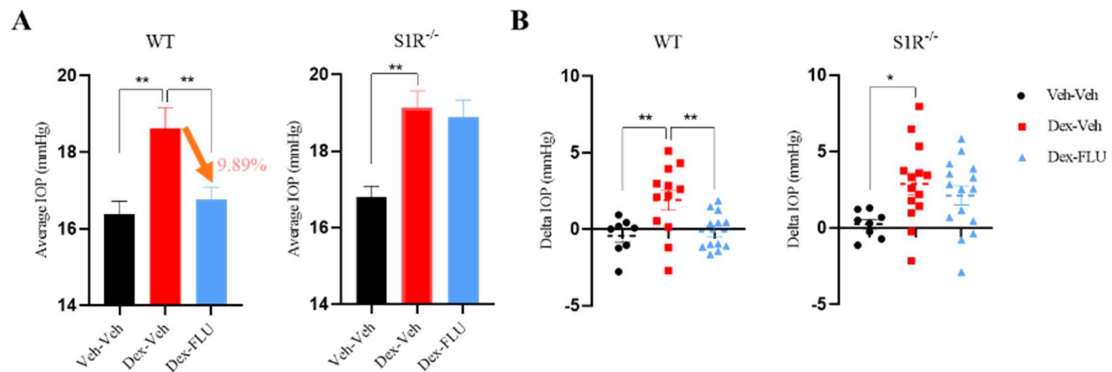 A
WT
Average IOP (mmHg)
20
18
16
14
**
**
9.89%
Veh-Veh
Dex-Veh
Dex-FLU
S1R-/-
Average IOP (mmHg)
20
18
16
14
**
Veh-Veh
Dex-Veh
Dex-FLU
B
WT
Delta IOP (mmHg)
10
5
0
-5
**
**
S1R-/-
Delta IOP (mmHg)
10
5
0
-5
*
Veh-Veh
Dex-Veh
Dex-FLU